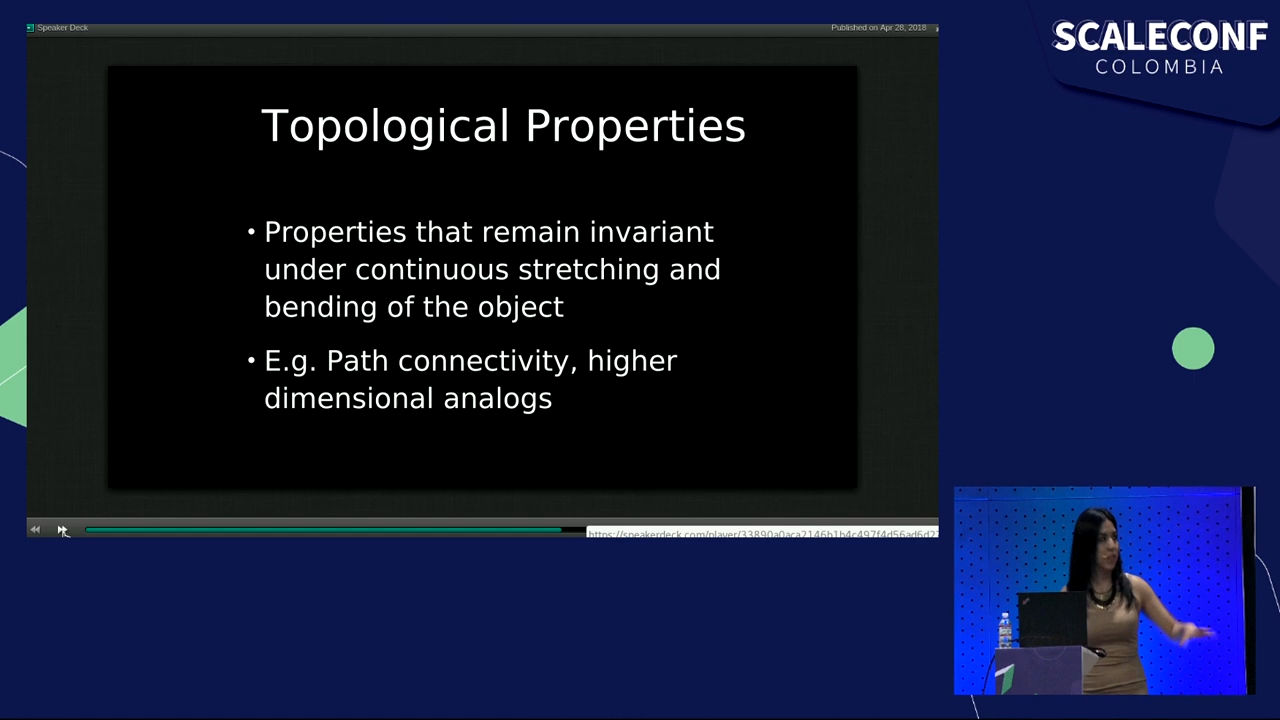 Speaker Deck
Published on Apr 28, 2018
SCALECONF
COLOMBIA
Topological Properties
• Properties that remain invariant
under continuous stretching and
bending of the object
• E.g. Path connectivity, higher
dimensional analogs